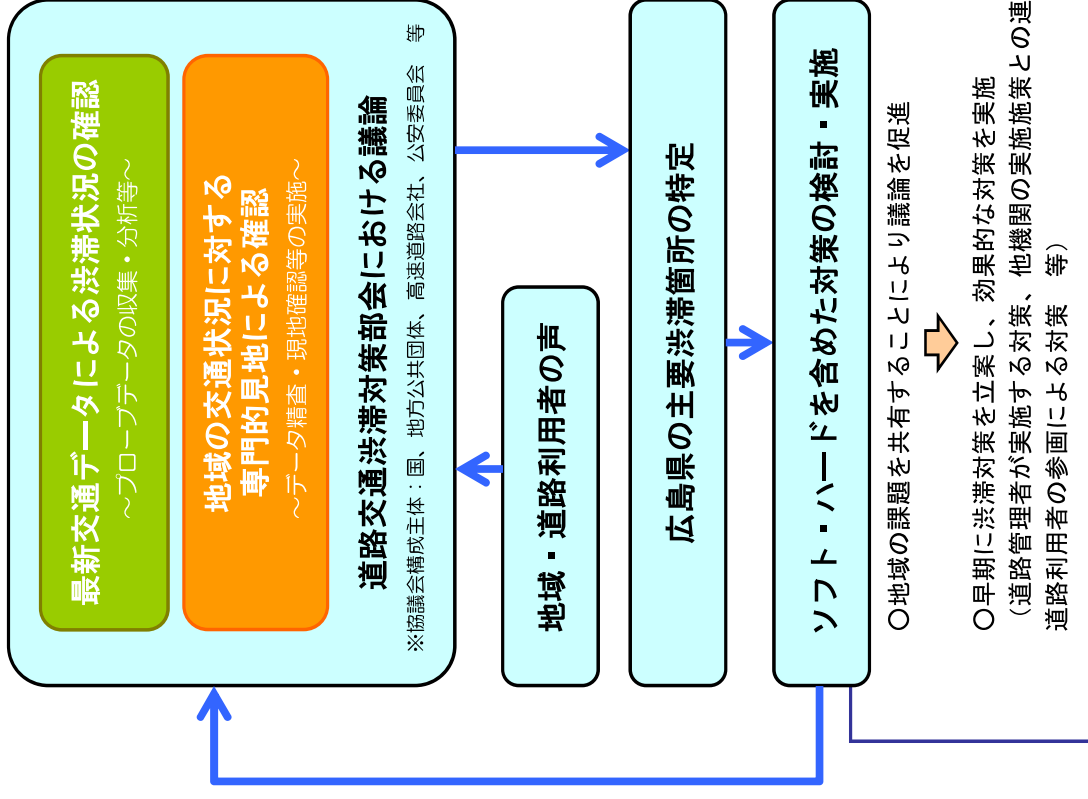 最新交通データによる渋滞状況の確認
～プローブデータの収集・分析等～
地域の交通状況に対する
専門的見地による確認
～データ精査・現地確認等の実施～
道路交通渋滞対策部会における議論
※協議会構成主体：国、地方公共団体、高速道路会社、公安委員会　等
地域・道路利用者の声
広島県の主要渋滞箇所の特定
ソフト・ハードを含めた対策の検討・実施
○地域の課題を共有することにより議論を促進
○早期に渋滞対策を立案し、効果的な対策を実施
（道路管理者が実施する対策、他機関の実施施策との連
道路利用者の参画による対策　等）